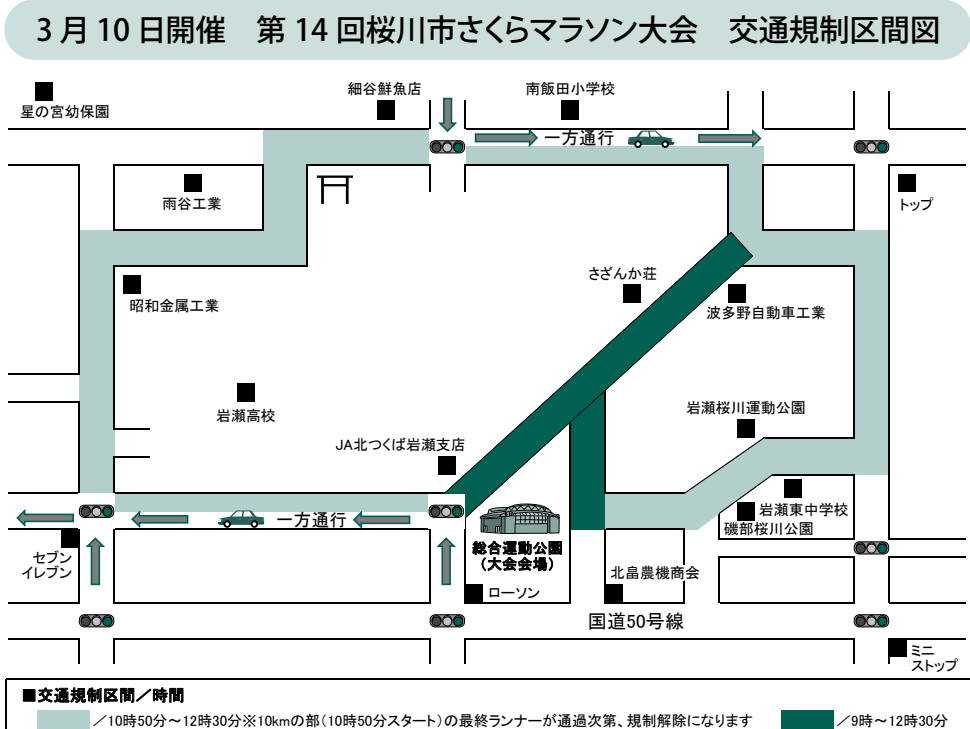 3月10日開催　第14回桜川市さくらマラソン大会　交通規制区間図
細谷鮮魚店
南飯田小学校
星の宮幼保園
一方通行
雨谷工業
トップ
さざんか荘
昭和金属工業
波多野自動車工業
岩瀬高校
岩瀬桜川運動公園
JA北つくば岩瀬支店
岩瀬東中学校
一方通行
磯部桜川公園
総合運動公園
（大会会場）
セブン
イレブン
北畠農機商会
ローソン
国道50号線
ミニ
ストップ
■交通規制区間／時間
／10時50分～12時30分※10kmの部（10時50分スタート）の最終ランナーが通過次第、規制解除になります
／9時～12時30分